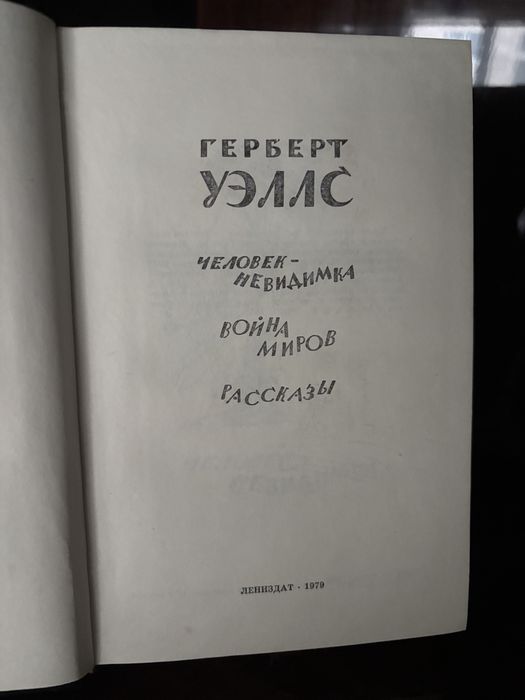 ГЕРБЕРТ
УЭЛЛС
ЧЕЛОВЕК-
НЕВИДИМКА
ВОЙНА
МИРОВ
РАССКАЗЫ
ЛЕНИЗДАТ · 1979